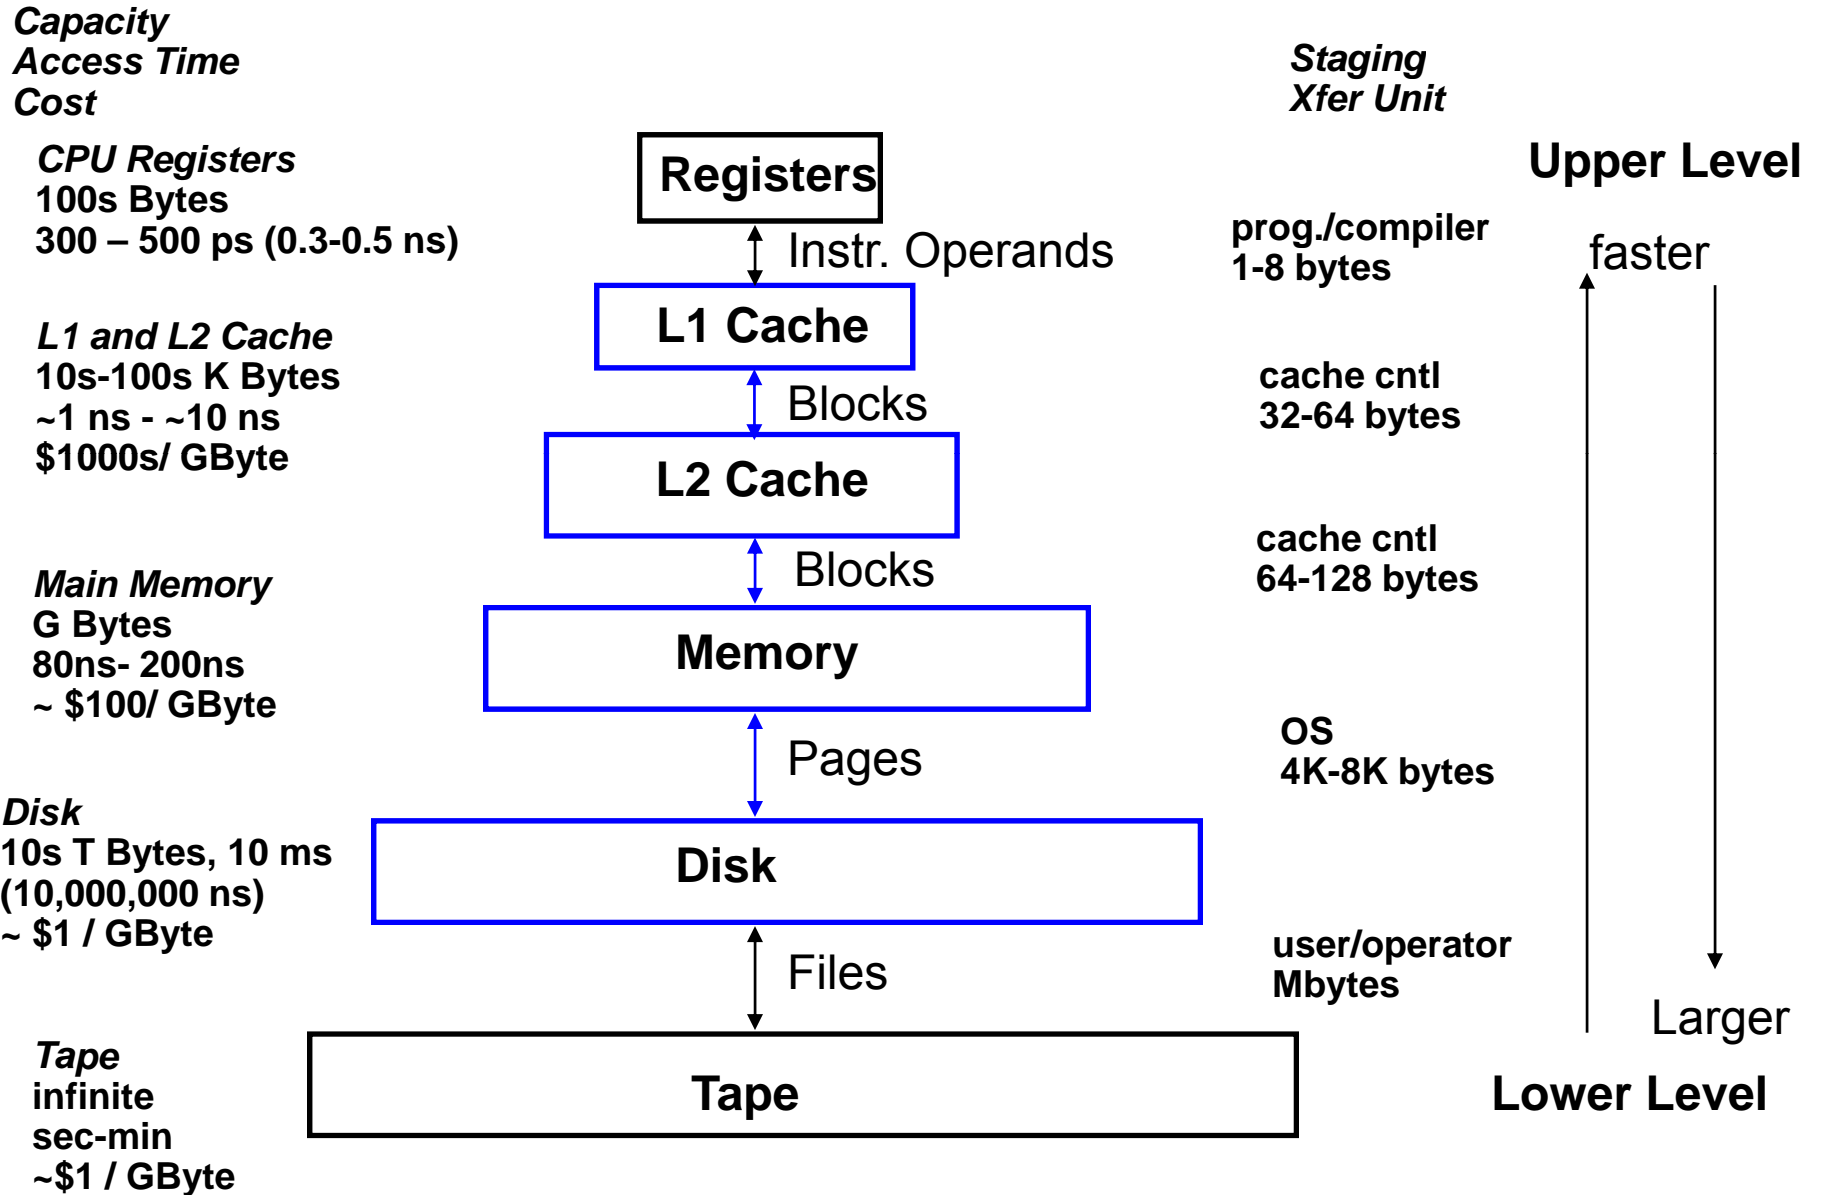 Capacity
Access Time
Cost
Staging
Xfer Unit
CPU Registers
100s Bytes
300 – 500 ps (0.3-0.5 ns)
Registers
Upper Level
Instr. Operands
prog./compiler
1-8 bytes
faster
L1 and L2 Cache
10s-100s K Bytes
~1 ns - ~10 ns
$1000s/ GByte
L1 Cache
Blocks
cache cntl
32-64 bytes
L2 Cache
Blocks
cache cntl
64-128 bytes
Main Memory
G Bytes
80ns- 200ns
~ $100/ GByte
Memory
Pages
OS
4K-8K bytes
Disk
10s T Bytes, 10 ms
(10,000,000 ns)
~ $1 / GByte
Disk
Files
user/operator
Mbytes
Larger
Tape
infinite
sec-min
~$1 / GByte
Tape
Lower Level